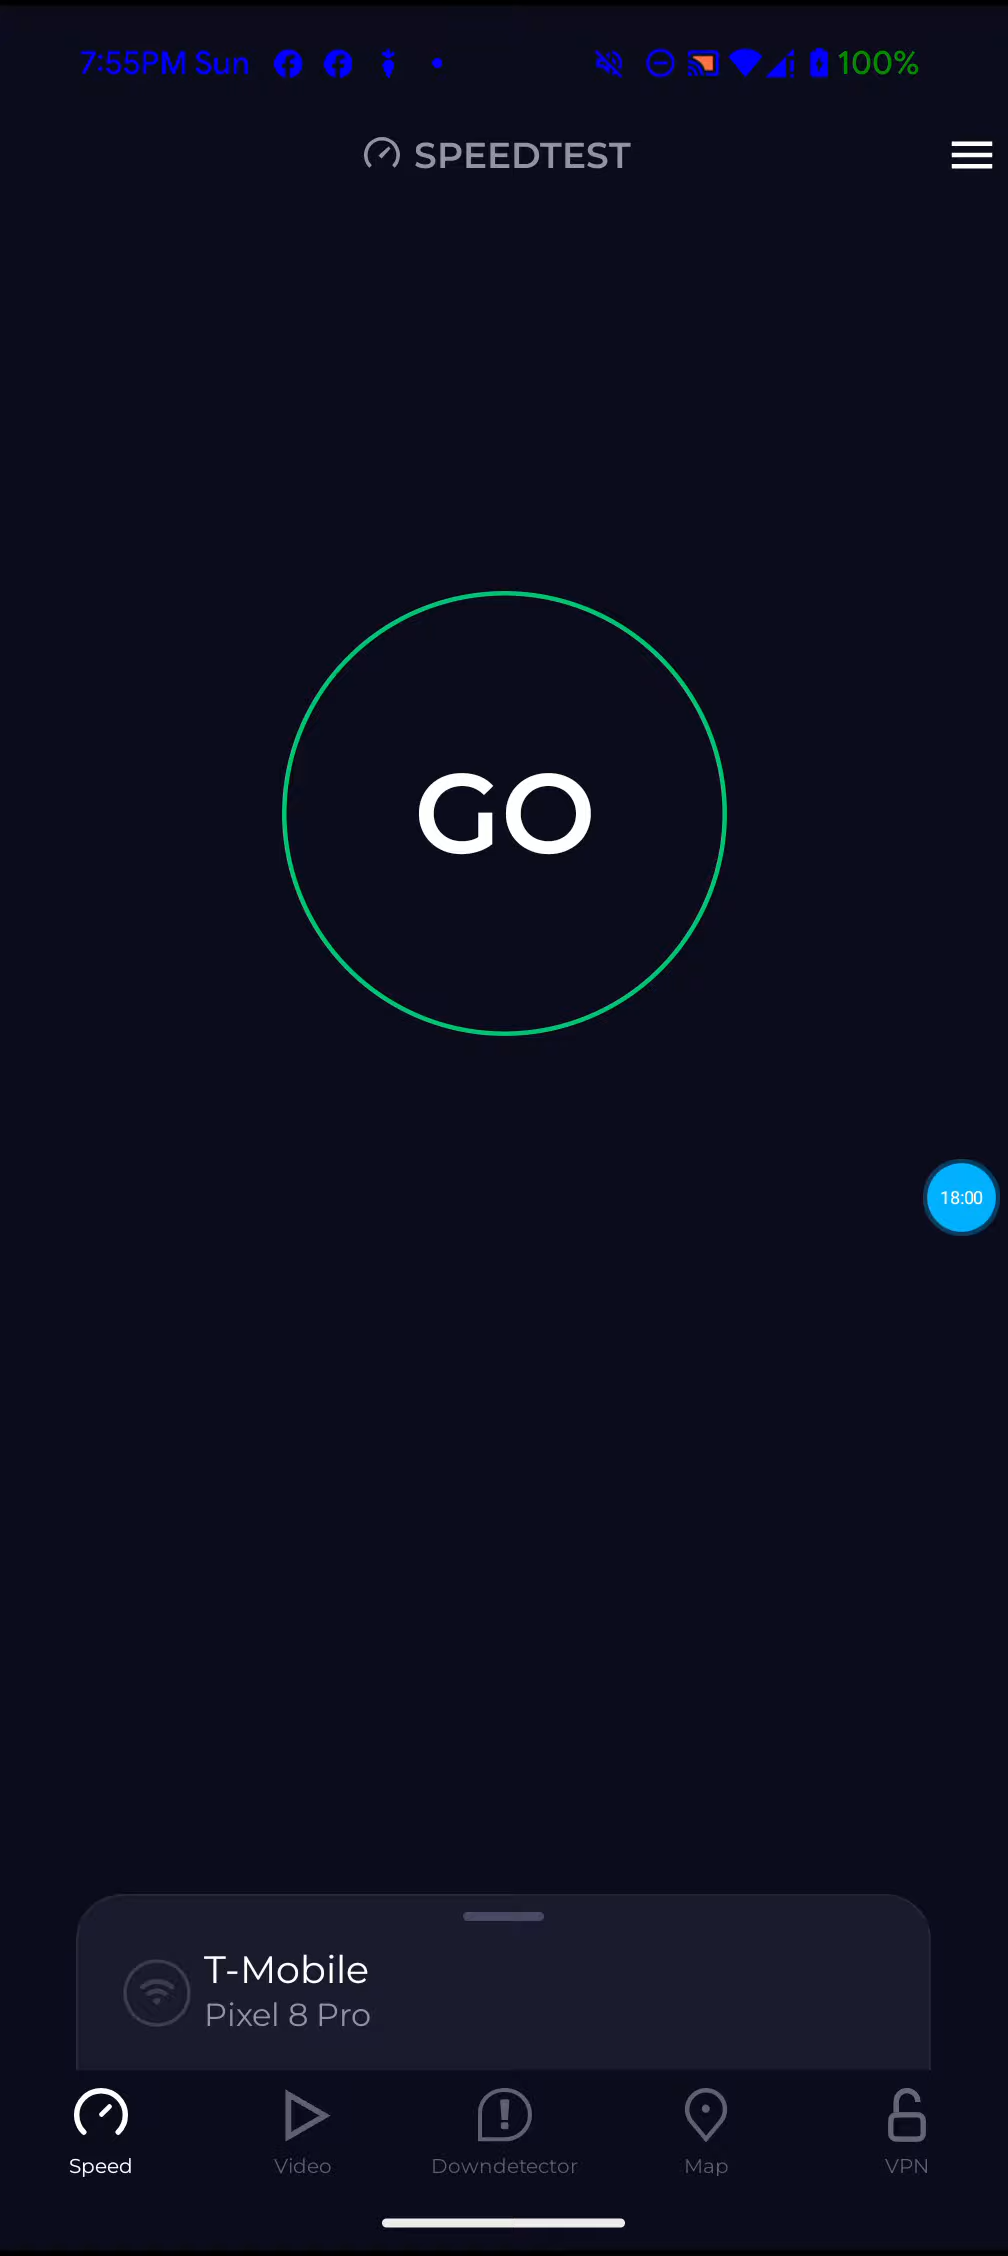 7:55PM Sun 100%
SPEEDTEST
GO
18:00
T-Mobile
Pixel 8 Pro
Speed Video Downdetector Map VPN